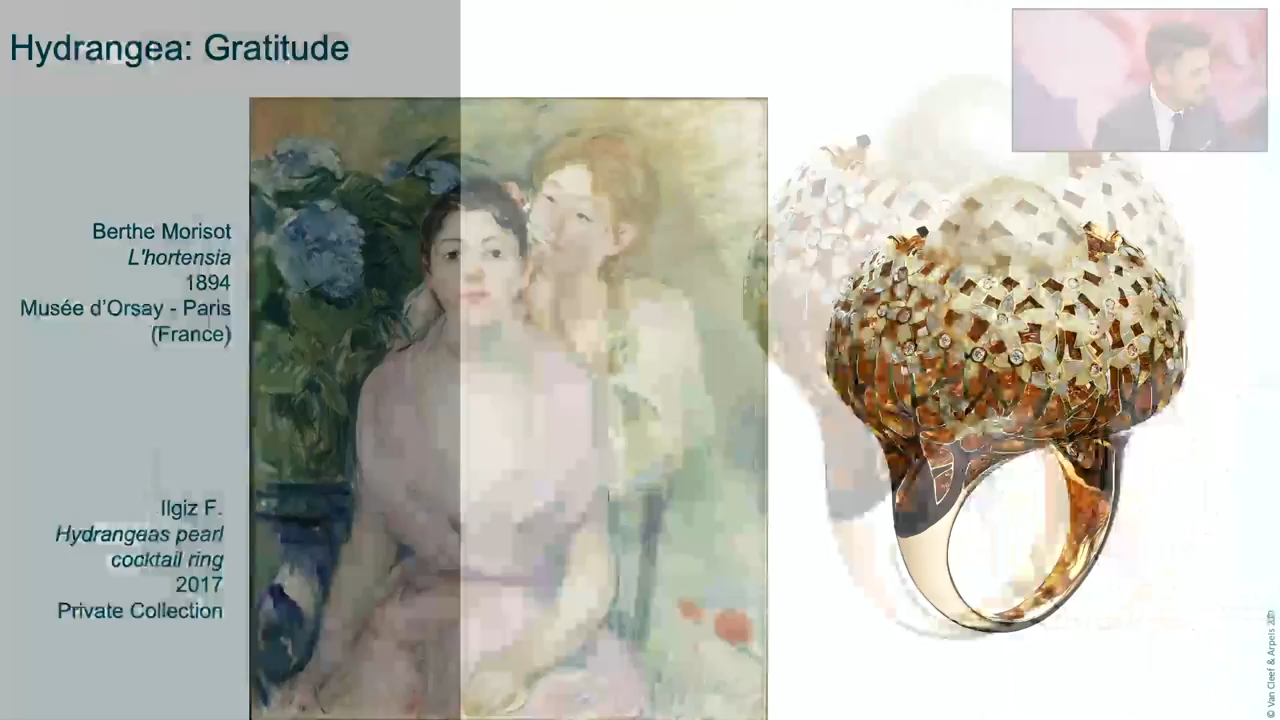 Hydrangea: Gratitude
Berthe Morisot
L'hortensia
1894
Musée d'Orsay - Paris
(France)
Ilgiz F.
Hydrangeas pearl
cocktail ring
2017
Private Collection
© Van Cleef & Arpels